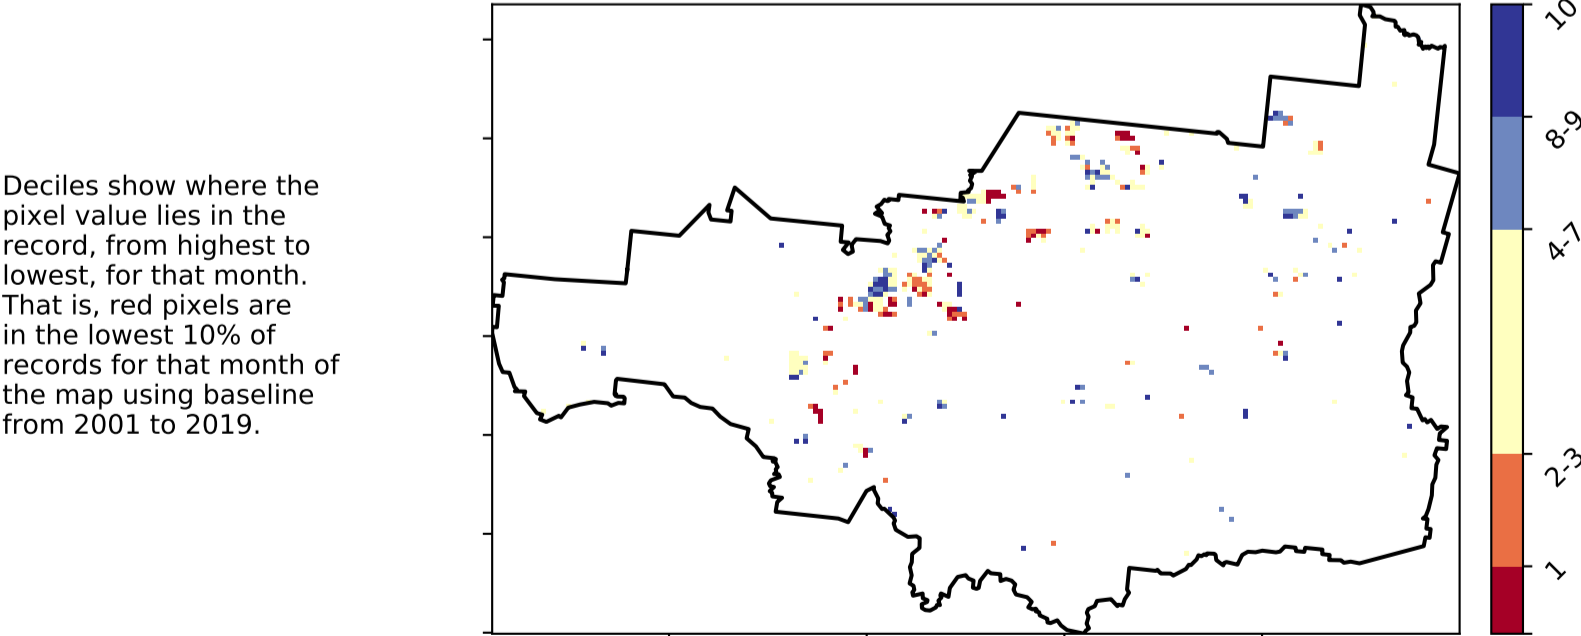 Deciles show where the
pixel value lies in the
record, from highest to
lowest, for that month.
That is, red pixels are
in the lowest 10% of
records for that month of
the map using baseline
from 2001 to 2019.
10
8-9
4-7
2-3
1